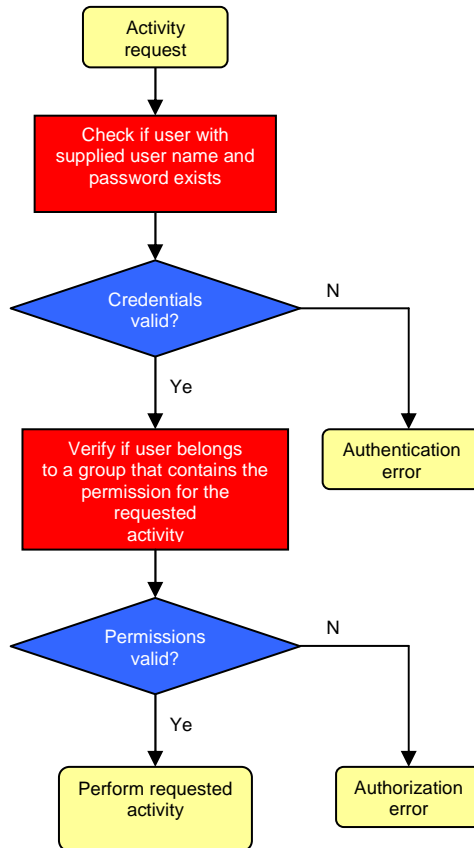 Activity
request
Check if user with
supplied user name and
password exists
Credentials
valid?
N
Ye
Verify if user belongs
to a group that contains the
permission for the
requested
activity
Authentication
error
Permissions
valid?
N
Ye
Perform requested
activity
Authorization
error